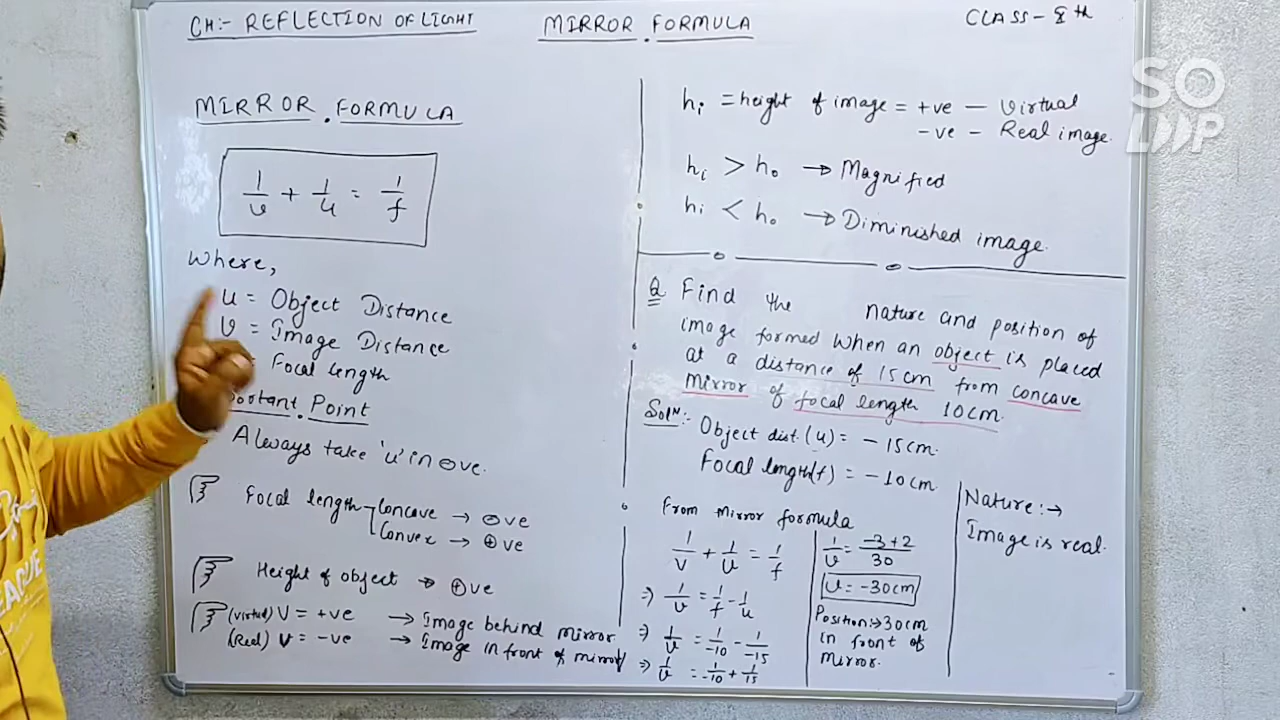 CH:- REFLECTION OF LIGHT
MIRROR FORMULA
CLASS - 8th
MIRROR FORMULA
1/v + 1/u = 1/f
Where,
u = Object Distance
v = Image Distance
Focal length
Point
Always take 'u' in ⊖ve.
Focal length
Concave → ⊖ve
Convex → ⊕ve
Height of object → ⊕ve
(Virtual) V = +ve → Image behind mirror
(Real) V = -ve → Image in front of mirror
hi = height of image = +ve — Virtual
-ve - Real image.
hi > ho → Magnified
hi < ho → Diminished image.
Q Find the nature and position of
image formed when an object is placed
at a distance of 15cm from concave
mirror of focal length 10cm.
Solⁿ:- Object dist. (u) = - 15cm.
Focal length(f) = - 10cm
From mirror formula
1/v + 1/u = 1/f
⇒ 1/v = 1/f - 1/u
⇒ 1/v = 1/-10 - 1/-15
⇒ 1/v = 1/-10 + 1/15
1/v = -3+2/30
v = -30cm
Position:→ 30cm
in front of
mirror.
Nature:→
Image is real.
SO
LOOP